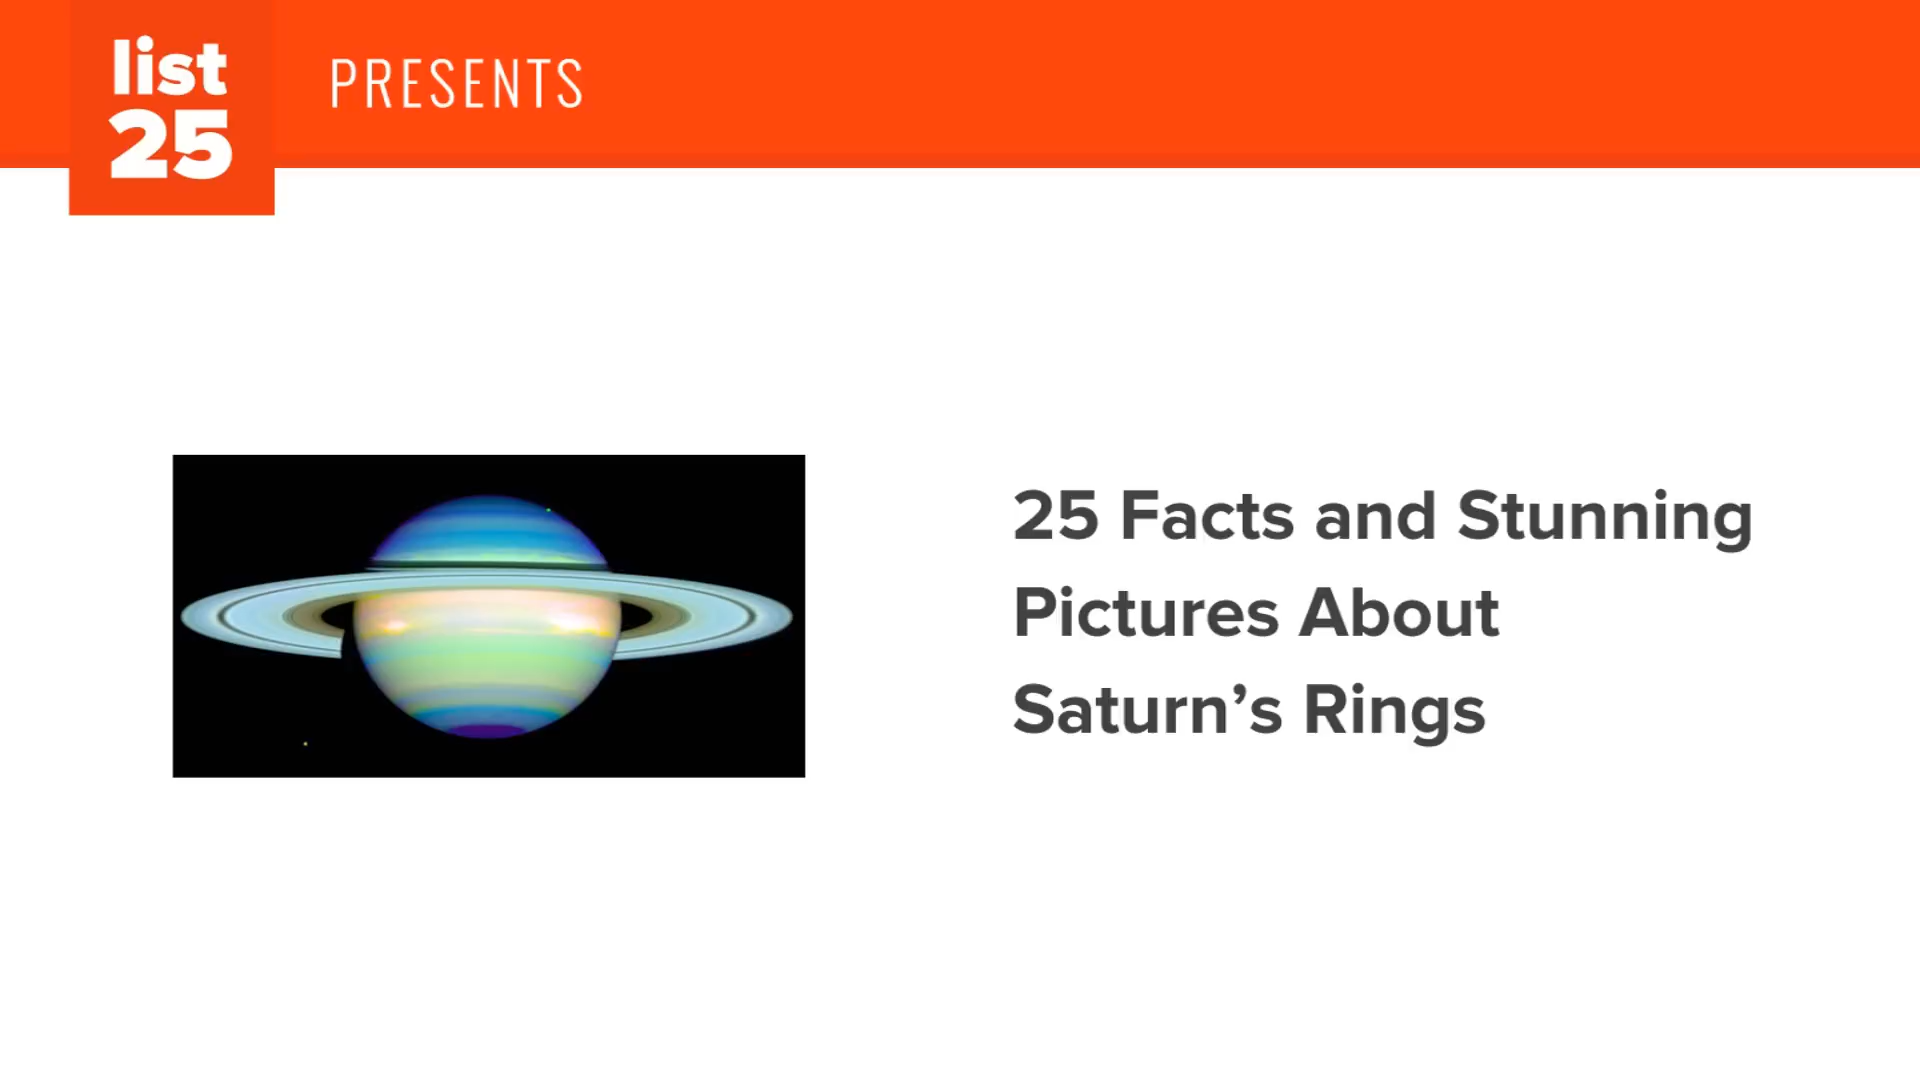 list
25
PRESENTS
25 Facts and Stunning
Pictures About
Saturn’s Rings